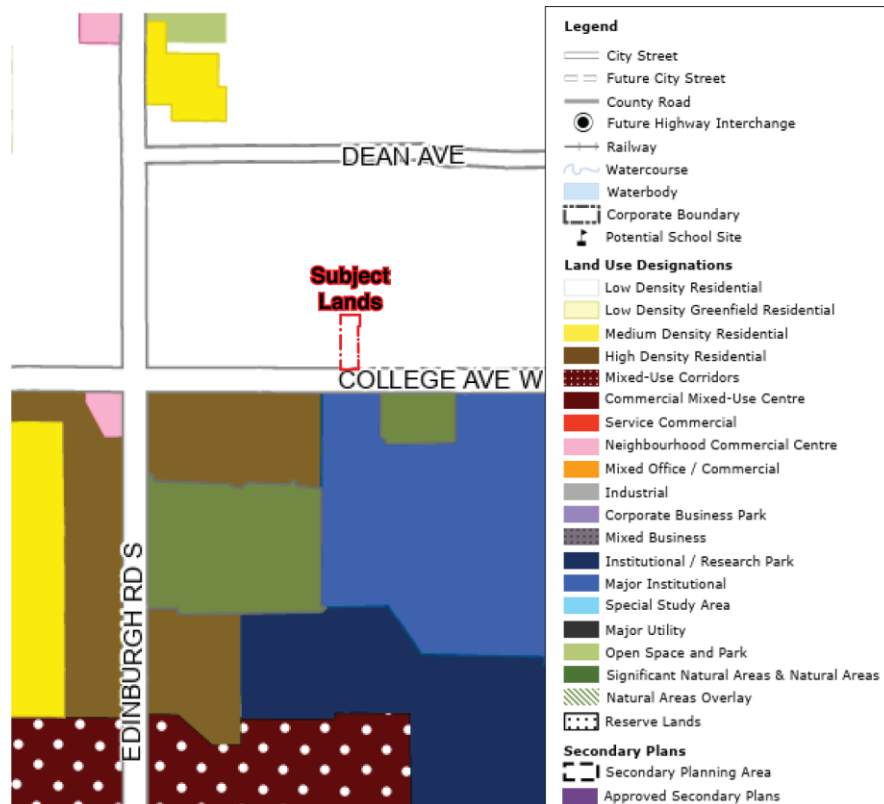 DEAN AVE
Subject
Lands
COLLEGE AVE W
EDINBURGH RD S
Legend
City Street
Future City Street
County Road
Future Highway Interchange
Railway
Watercourse
Waterbody
Corporate Boundary
Potential School Site
Land Use Designations
Low Density Residential
Low Density Greenfield Residential
Medium Density Residential
High Density Residential
Mixed-Use Corridors
Commercial Mixed-Use Centre
Service Commercial
Neighbourhood Commercial Centre
Mixed Office / Commercial
Industrial
Corporate Business Park
Mixed Business
Institutional / Research Park
Major Institutional
Special Study Area
Major Utility
Open Space and Park
Significant Natural Areas & Natural Areas
Natural Areas Overlay
Reserve Lands
Secondary Plans
Secondary Planning Area
Approved Secondary Plans